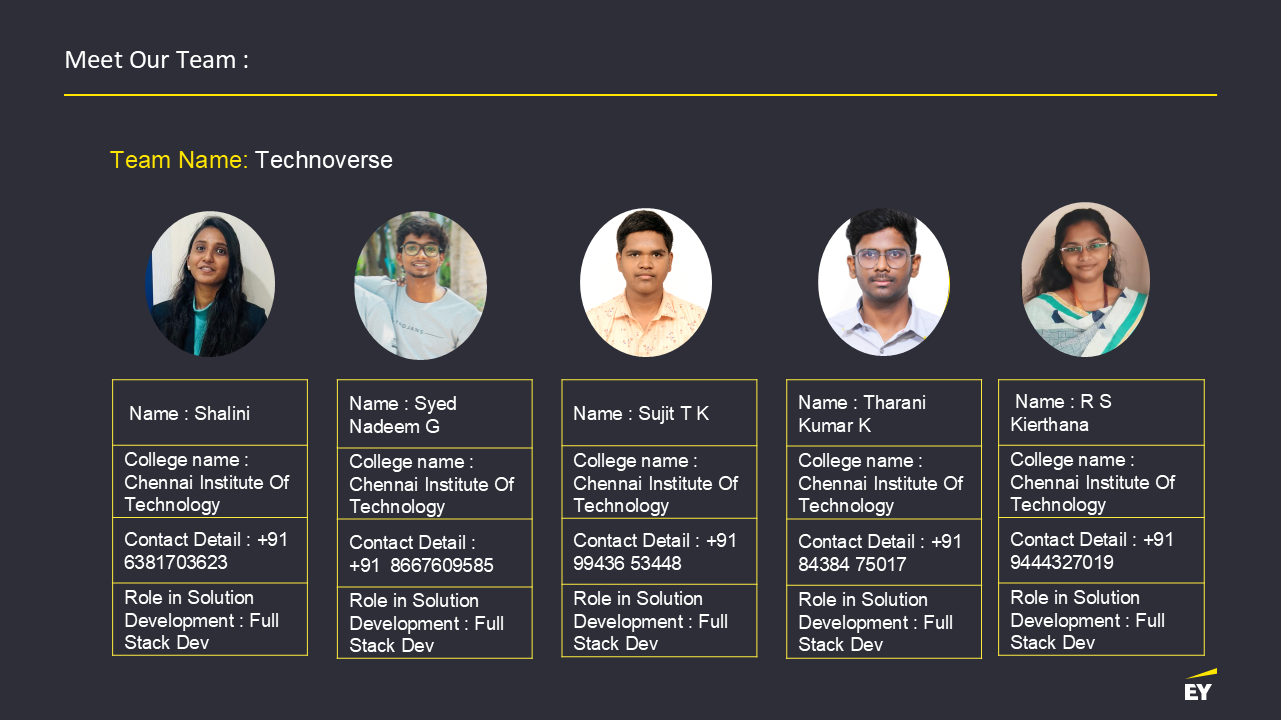 Meet Our Team :
Team Name: Technoverse
Name : Shalini
College name :
Chennai Institute Of
Technology
Contact Detail : +91
6381703623
Role in Solution
Development : Full
Stack Dev
Name : Syed
Nadeem G
College name :
Chennai Institute Of
Technology
Contact Detail :
+91  8667609585
Role in Solution
Development : Full
Stack Dev
Name : Sujit T K
College name :
Chennai Institute Of
Technology
Contact Detail : +91
99436 53448
Role in Solution
Development : Full
Stack Dev
Name : Tharani
Kumar K
College name :
Chennai Institute Of
Technology
Contact Detail : +91
84384 75017
Role in Solution
Development : Full
Stack Dev
Name : R S
Kierthana
College name :
Chennai Institute Of
Technology
Contact Detail : +91
9444327019
Role in Solution
Development : Full
Stack Dev
EY